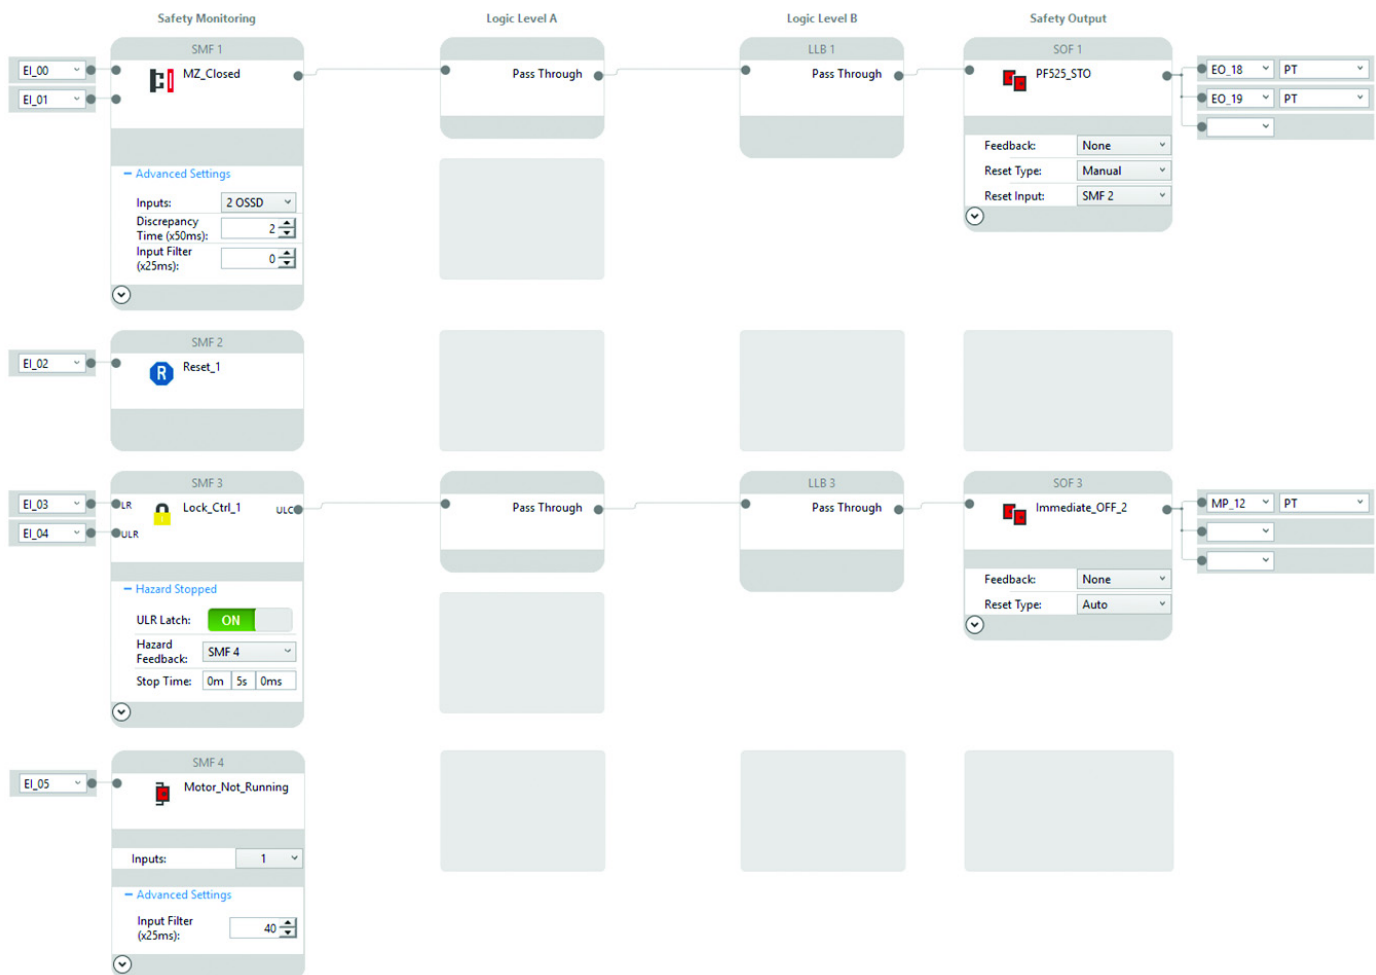 Safety Monitoring
Logic Level A
Logic Level B
Safety Output
SMF 1
LLB 1
SOF 1
EI_00
MZ_Closed
Pass Through
Pass Through
PF525_STO
EO_18
PT
EI_01
EO_19
PT
Feedback:
None
Advanced Settings
Reset Type:
Manual
Inputs:
2 OSSD
Reset Input:
SMF 2
Discrepancy
Time (x50ms):
2
Input Filter
(x25ms):
0
SMF 2
EI_02
R
Reset_1
SMF 3
LLB 3
SOF 3
EI_03
LR
Lock_Ctrl_1
ULC
Pass Through
Pass Through
Immediate_OFF_2
MP_12
PT
EI_04
ULR
Feedback:
None
Hazard Stopped
Reset Type:
Auto
ULR Latch:
ON
Hazard
Feedback:
SMF 4
Stop Time:
0m
5s
0ms
SMF 4
EI_05
Motor_Not_Running
Inputs:
1
Advanced Settings
Input Filter
(x25ms):
40